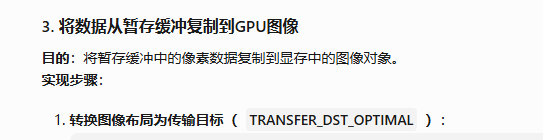 3. 将数据从暂存缓冲复制到GPU图像
目的：将暂存缓冲中的像素数据复制到显存中的图像对象。
实现步骤：
1. 转换图像布局为传输目标（ TRANSFER_DST_OPTIMAL ）：